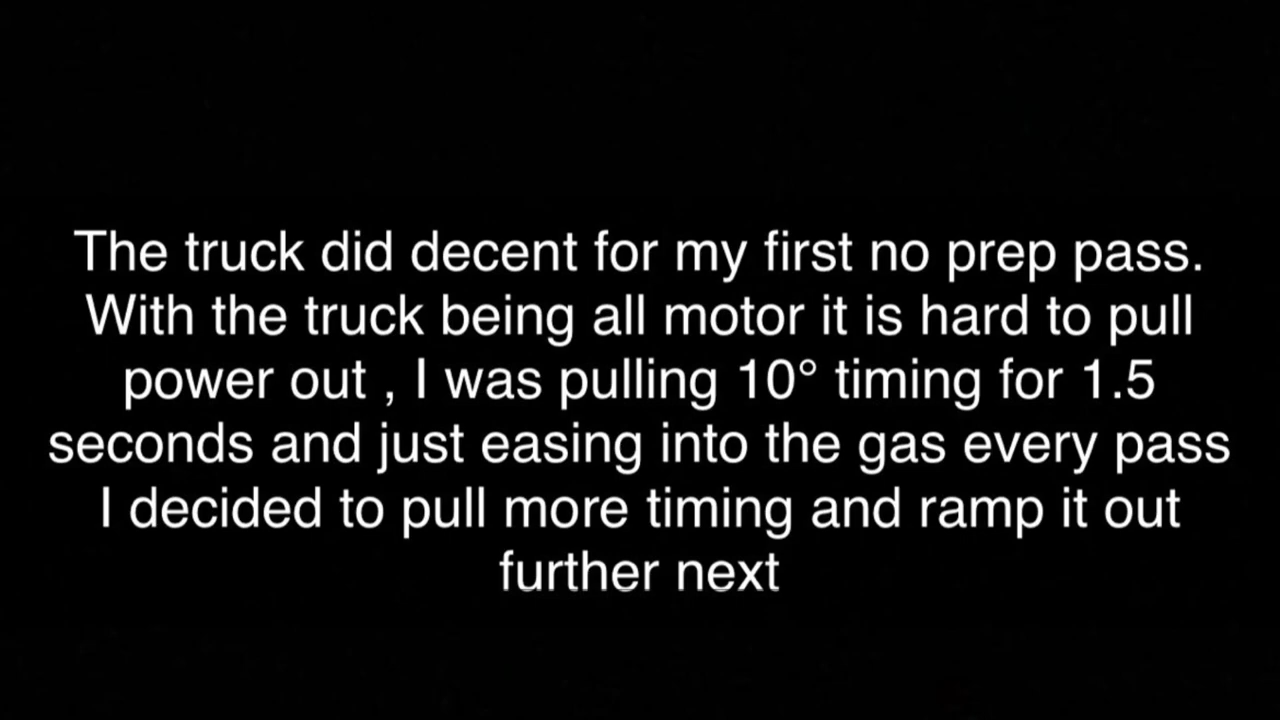 The truck did decent for my first no prep pass.
With the truck being all motor it is hard to pull
power out , I was pulling 10° timing for 1.5
seconds and just easing into the gas every pass
I decided to pull more timing and ramp it out
further next